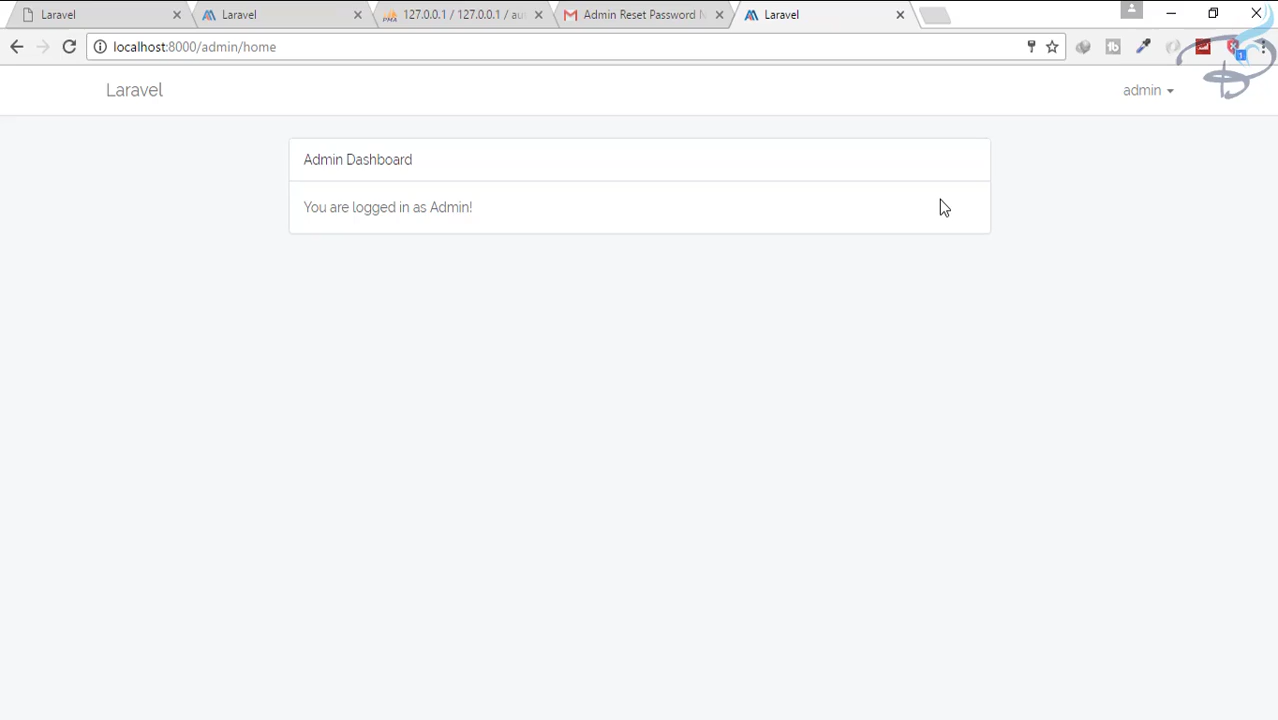 Laravel
Laravel
127.0.0.1 / 127.0.0.1 / au
Admin Reset Password N
Laravel
localhost:8000/admin/home
Laravel
admin
Admin Dashboard
You are logged in as Admin!